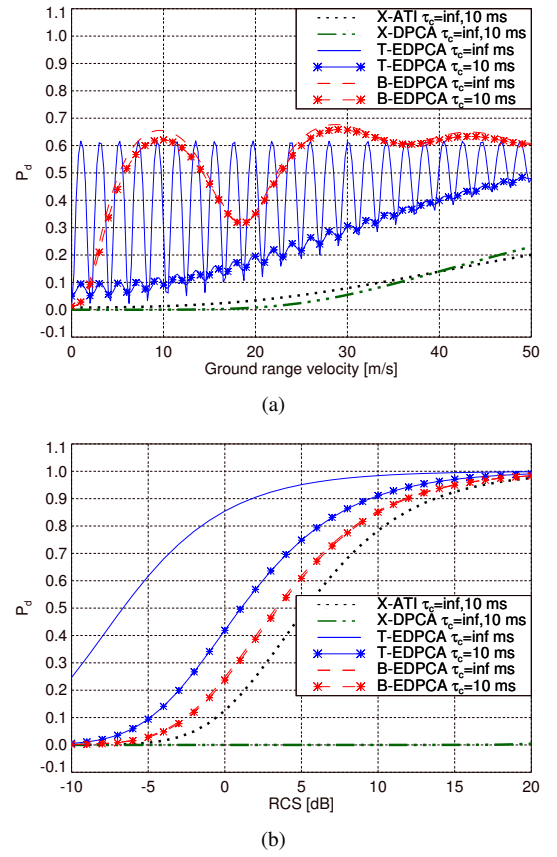 1.1
1.0
0.9
0.8
0.7
0.6
0.5
0.4
0.3
0.2
0.1
0.0
-0.1
P_d
X-ATI τ_c=inf,10 ms
X-DPCA τ_c=inf,10 ms
T-EDPCA τ_c=inf ms
T-EDPCA τ_c=10 ms
B-EDPCA τ_c=inf ms
B-EDPCA τ_c=10 ms
0 10 20 30 40 50
Ground range velocity [m/s]
(a)
1.1
1.0
0.9
0.8
0.7
0.6
0.5
0.4
0.3
0.2
0.1
0.0
-0.1
P_d
X-ATI τ_c=inf,10 ms
X-DPCA τ_c=inf,10 ms
T-EDPCA τ_c=inf ms
T-EDPCA τ_c=10 ms
B-EDPCA τ_c=inf ms
B-EDPCA τ_c=10 ms
-10 -5 0 5 10 15 20
RCS [dB]
(b)